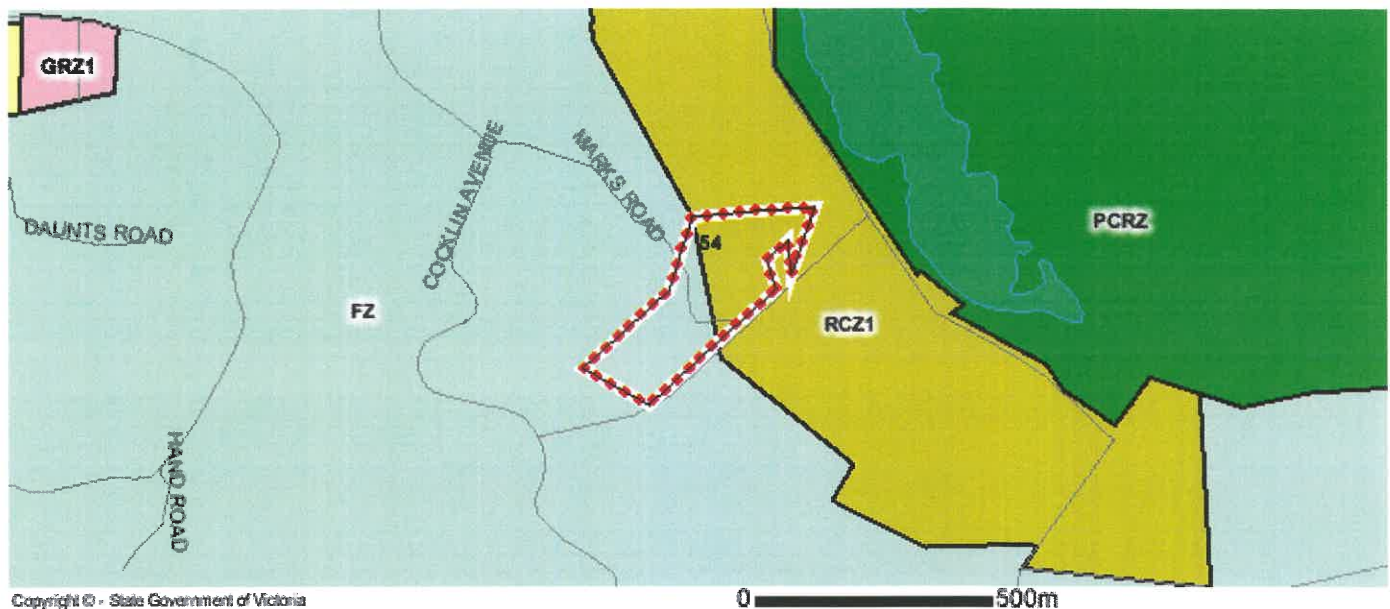 GRZ1
COCKLIN AVENUE
MARKS ROAD
DAUNTS ROAD
54
PCRZ
FZ
RCZ1
HAND ROAD
Copyright © - State Government of Victoria
0 500m